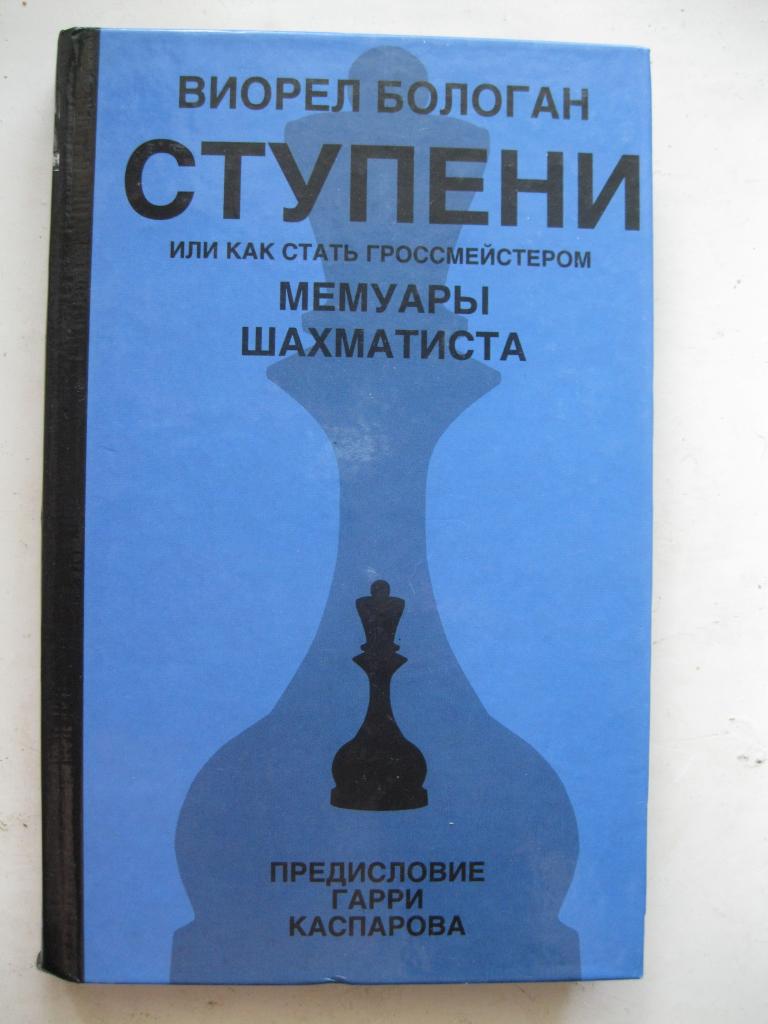 ВИОРЕЛ БОЛОГАН
СТУПЕНИ
ИЛИ КАК СТАТЬ ГРОССМЕЙСТЕРОМ
МЕМУАРЫ
ШАХМАТИСТА
ПРЕДИСЛОВИЕ
ГАРРИ
КАСПАРОВА